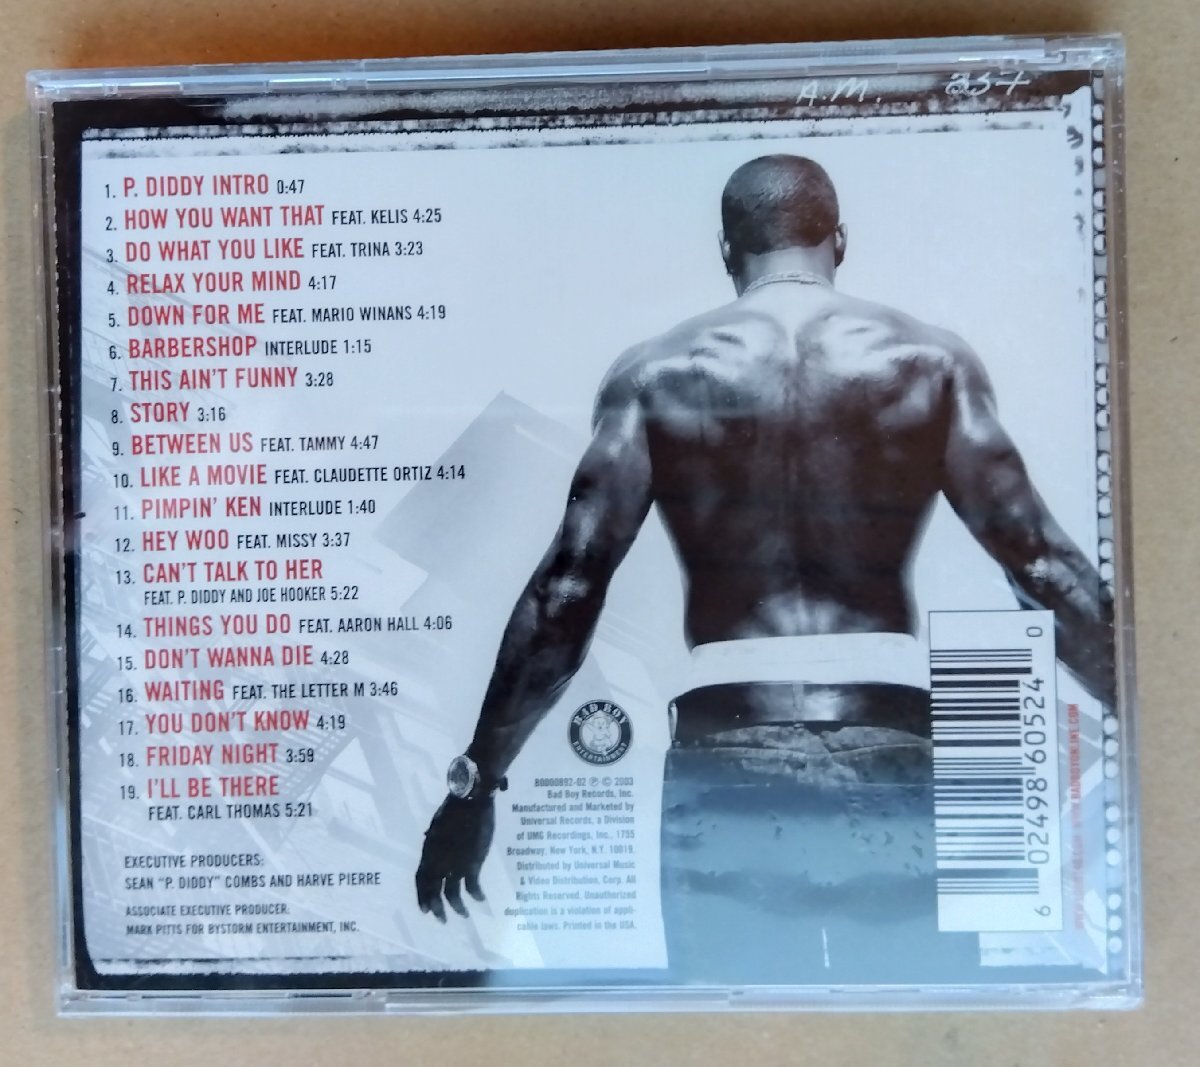 A.M. 237
1. P. DIDDY INTRO 0:47
2. HOW YOU WANT THAT FEAT. KELIS 4:25
3. DO WHAT YOU LIKE FEAT. TRINA 3:23
4. RELAX YOUR MIND 4:17
5. DOWN FOR ME FEAT. MARIO WINANS 4:19
6. BARBERSHOP INTERLUDE 1:15
7. THIS AIN'T FUNNY 3:28
8. STORY 3:16
9. BETWEEN US FEAT. TAMMY 4:47
10. LIKE A MOVIE FEAT. CLAUDETTE ORTIZ 4:14
11. PIMPIN' KEN INTERLUDE 1:40
12. HEY WOO FEAT. MISSY 3:37
13. CAN'T TALK TO HER
FEAT. P. DIDDY AND JOE HOOKER 5:22
14. THINGS YOU DO FEAT. AARON HALL 4:06
15. DON'T WANNA DIE 4:28
16. WAITING FEAT. THE LETTER M 3:46
17. YOU DON'T KNOW 4:19
18. FRIDAY NIGHT 3:59
19. I'LL BE THERE
FEAT. CARL THOMAS 5:21
EXECUTIVE PRODUCERS:
SEAN "P. DIDDY" COMBS AND HARVE PIERRE
ASSOCIATE EXECUTIVE PRODUCER:
MARK PITTS FOR BYSTORM ENTERTAINMENT, INC.
BAD BOY
ENTERTAINMENT
B0000892-02 ℗ © 2003
Bad Boy Records, Inc.
Manufactured and Marketed by
Universal Records, a Division
of UMG Recordings, Inc., 1755
Broadway, New York, N.Y. 10019.
Distributed by Universal Music
& Video Distribution, Corp. All
Rights Reserved. Unauthorized
duplication is a violation of appli-
cable laws. Printed in the USA.
6 02498 60524 0
WWW.BADBOYONLINE.COM